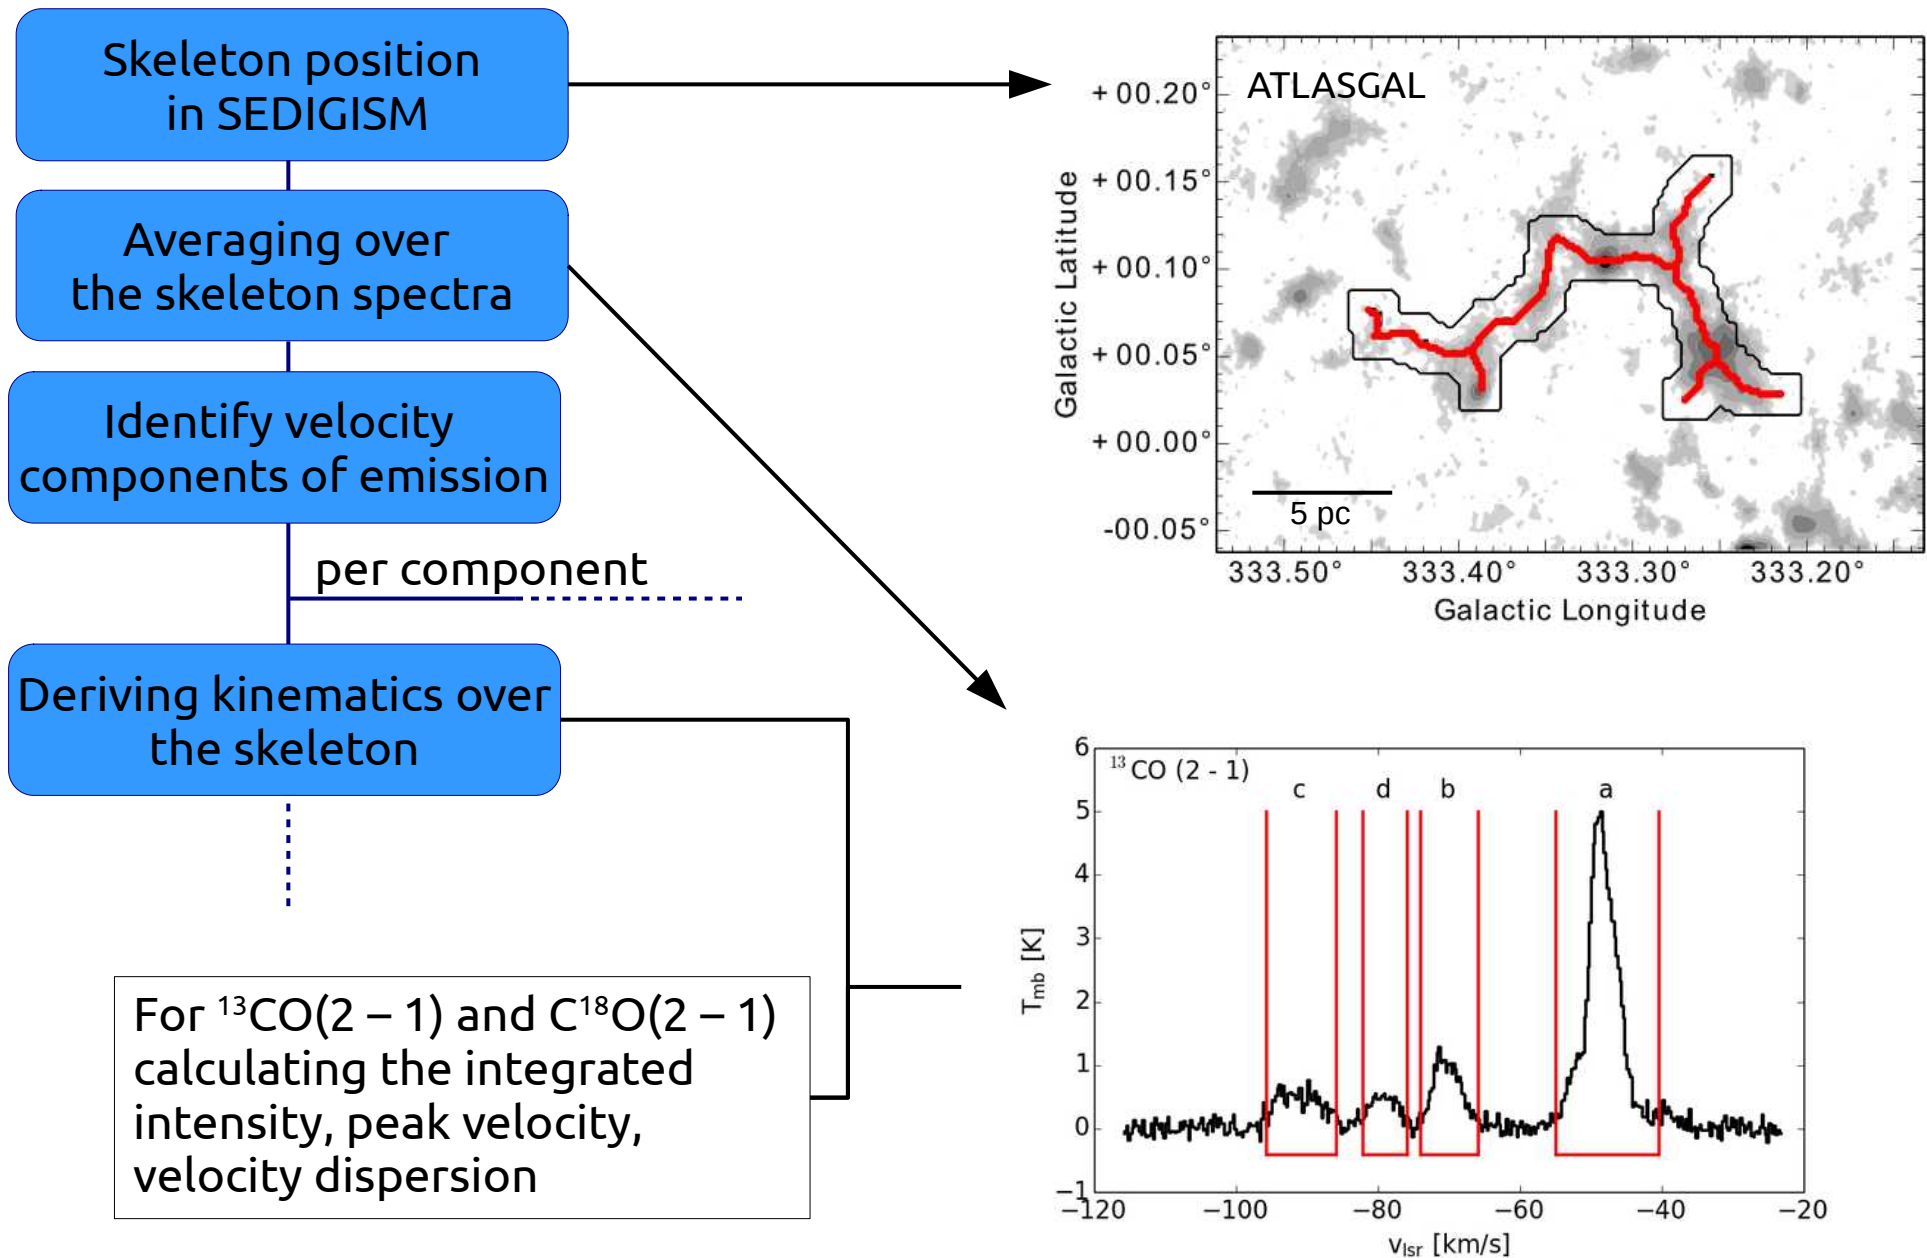 Skeleton position
in SEDIGISM
Averaging over
the skeleton spectra
Identify velocity
components of emission
per component
Deriving kinematics over
the skeleton
For ¹³CO(2 – 1) and C¹⁸O(2 – 1)
calculating the integrated
intensity, peak velocity,
velocity dispersion
ATLASGAL
Galactic Latitude
+00.20°
+00.15°
+00.10°
+00.05°
+00.00°
-00.05°
5 pc
333.50° 333.40° 333.30° 333.20°
Galactic Longitude
¹³CO (2 - 1)
c d b a
T_mb [K]
6
5
4
3
2
1
0
−1
−120 −100 −80 −60 −40 −20
v_lsr [km/s]